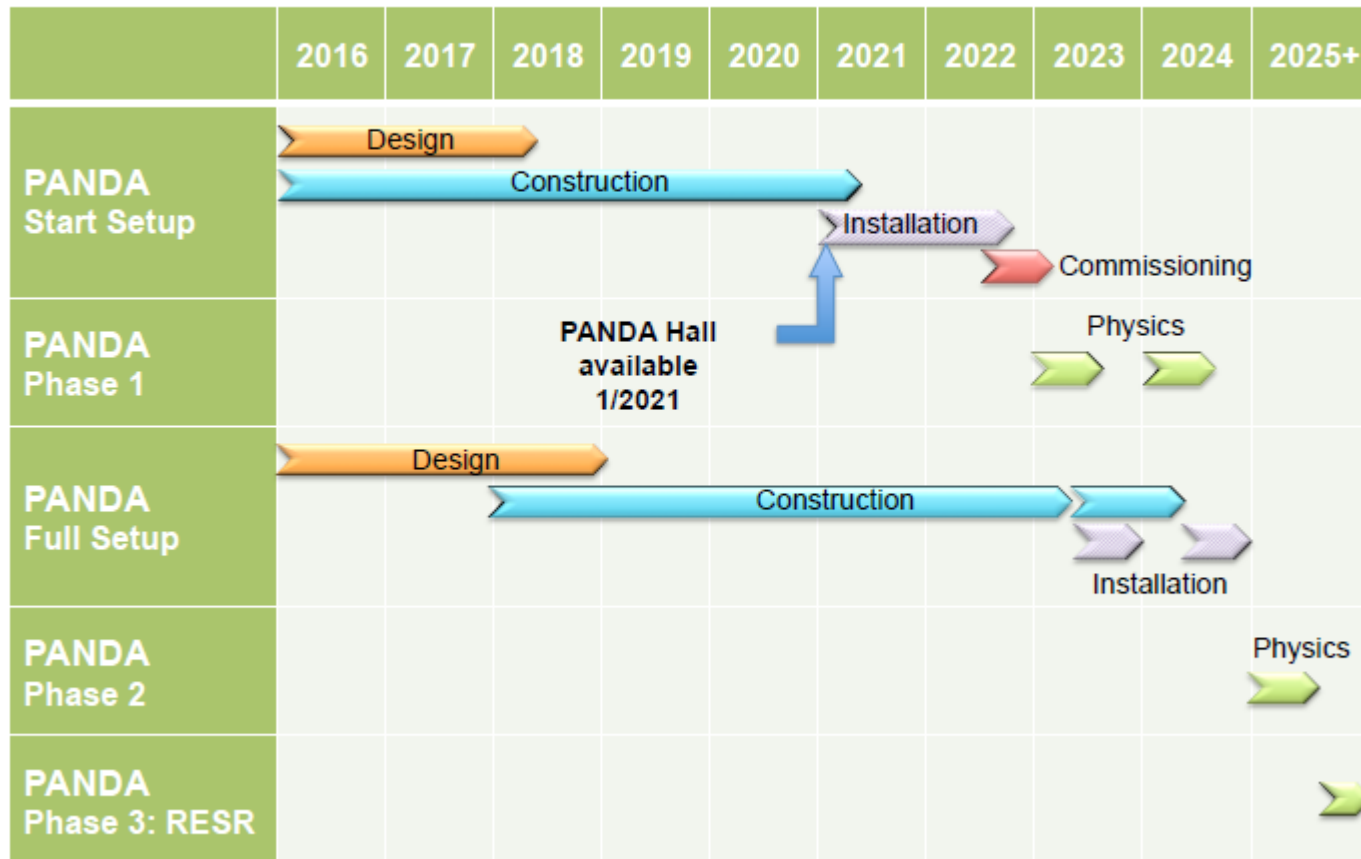 2016 2017 2018 2019 2020 2021 2022 2023 2024 2025+
PANDA
Start Setup
Design
Construction
Installation
Commissioning
PANDA
Phase 1
PANDA Hall
available
1/2021
Physics
PANDA
Full Setup
Design
Construction
Installation
PANDA
Phase 2
Physics
PANDA
Phase 3: RESR